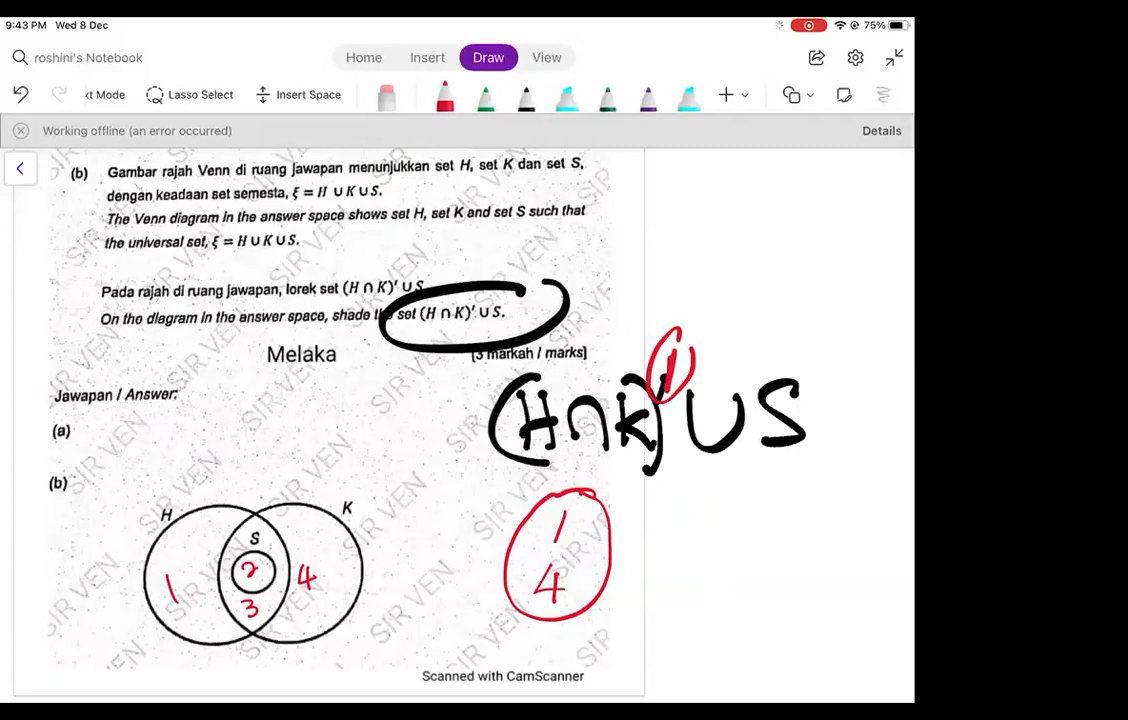 9:43 PM Wed 8 Dec
75%
roshini's Notebook
Home Insert Draw View
xt Mode Lasso Select Insert Space
Working offline (an error occurred) Details
(b) Gambar rajah Venn di ruang jawapan menunjukkan set H, set K dan set S,
dengan keadaan set semesta, ξ = H ∪ K ∪ S.
The Venn diagram in the answer space shows set H, set K and set S such that
the universal set, ξ = H ∪ K ∪ S.
Pada rajah di ruang jawapan, lorek set (H ∩ K)′ ∪ S.
On the diagram in the answer space, shade the set (H ∩ K)′ ∪ S.
Melaka [3 markah / marks]
Jawapan / Answer:
(H ∩ K)′ ∪ S
(a)
(b)
H K
S
1 2 4
3
1
4
SIR VEN
Scanned with CamScanner